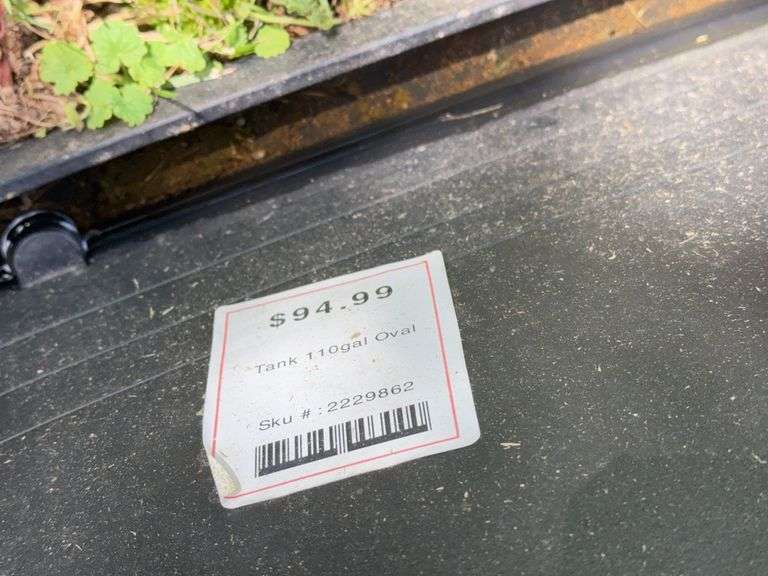 $94.99
Tank 110gal Oval
Sku # : 2229862